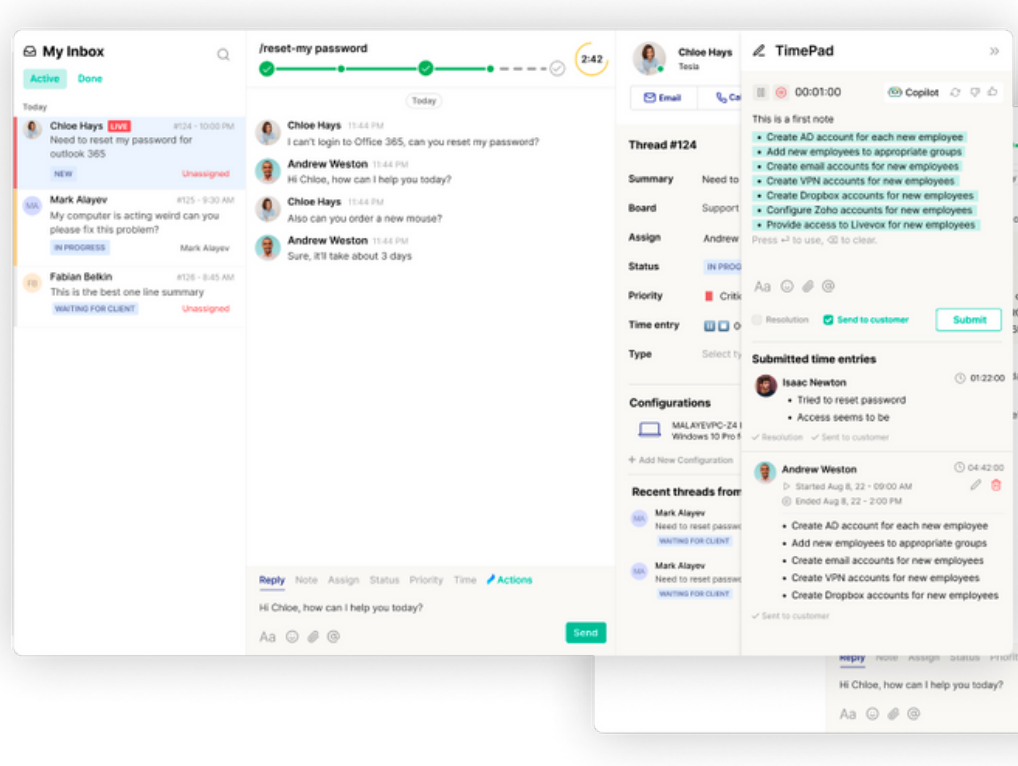 My Inbox
Active Done
Today
Chloe Hays LIVE #124 - 10:00 PM
Need to reset my password for
outlook 365
NEW Unassigned
MA
Mark Alayev #125 - 9:30 AM
My computer is acting weird can you
please fix this problem?
IN PROGRESS Mark Alayev
FB
Fabian Belkin #126 - 8:45 AM
This is the best one line summary
WAITING FOR CLIENT Unassigned
/reset-my password
2:42
Today
Chloe Hays 11:44 PM
I can't login to Office 365, can you reset my password?
Andrew Weston 11:44 PM
Hi Chloe, how can I help you today?
Chloe Hays 11:44 PM
Also can you order a new mouse?
Andrew Weston 11:44 PM
Sure, it'll take about 3 days
Reply Note Assign Status Priority Time Actions
Hi Chloe, how can I help you today?
Aa
Send
Chloe Hays
Tesla
Email Ca
Thread #124
Summary Need to
Board Support
Assign Andrew
Status IN PROG
Priority Critic
Time entry
Type Select ty
Configurations
MALAYEVPC-Z4
Windows 10 Pro
+ Add New Configuration
Recent threads from
MA
Mark Alayev
Need to reset passw
WAITING FOR CLIENT
MA
Mark Alayev
Need to reset passw
WAITING FOR CLIENT
TimePad
00:01:00 Copilot
This is a first note
• Create AD account for each new employee
• Add new employees to appropriate groups
• Create email accounts for new employees
• Create VPN accounts for new employees
• Create Dropbox accounts for new employees
• Configure Zoho accounts for new employees
• Provide access to Livevox for new employees
Press ↵ to use, ⌫ to clear.
Aa
Resolution Send to customer Submit
Submitted time entries
Isaac Newton 01:22:00
• Tried to reset password
• Access seems to be
Resolution Sent to customer
Andrew Weston 04:42:00
Started Aug 8, 22 - 09:00 AM
Ended Aug 8, 22 - 2:00 PM
• Create AD account for each new employee
• Add new employees to appropriate groups
• Create email accounts for new employees
• Create VPN accounts for new employees
• Create Dropbox accounts for new employees
Sent to customer
Reply Note Assign Status Priorit
Hi Chloe, how can I help you today?
Aa